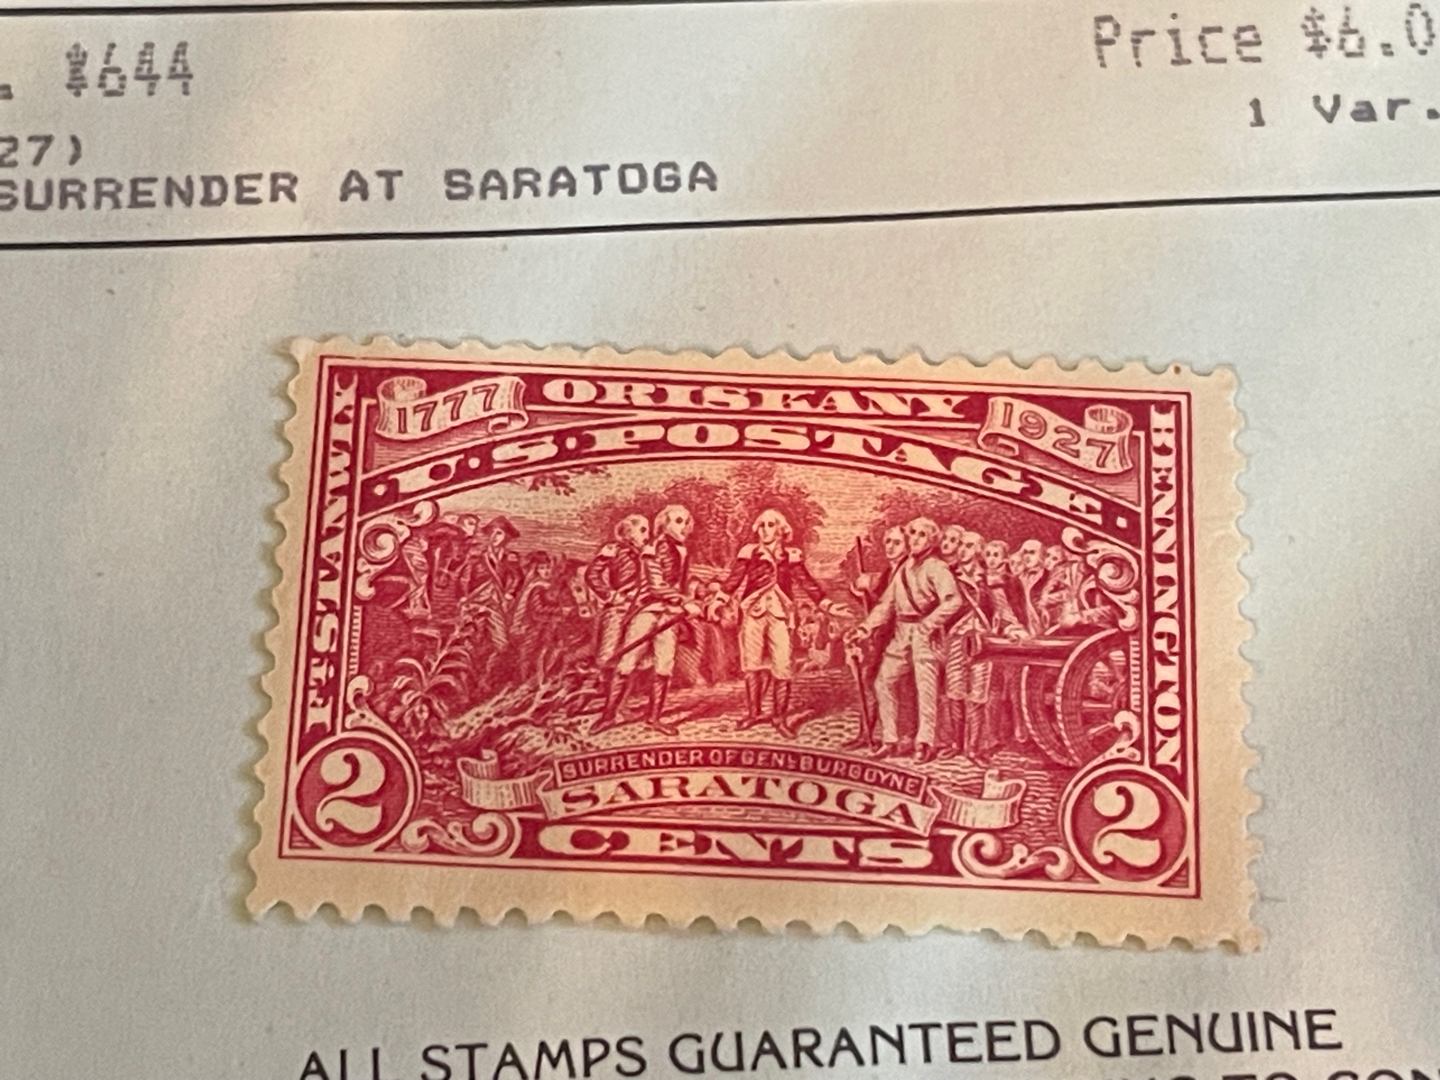 . $644
Price $6.0
27)
1 Var.
SURRENDER AT SARATOGA
1777
ORISKANY
1927
U·S·POSTAGE·
FT STANWIX
BENNINGTON
SURRENDER OF GENL BURGOYNE
SARATOGA
2
CENTS
2
ALL STAMPS GUARANTEED GENUINE